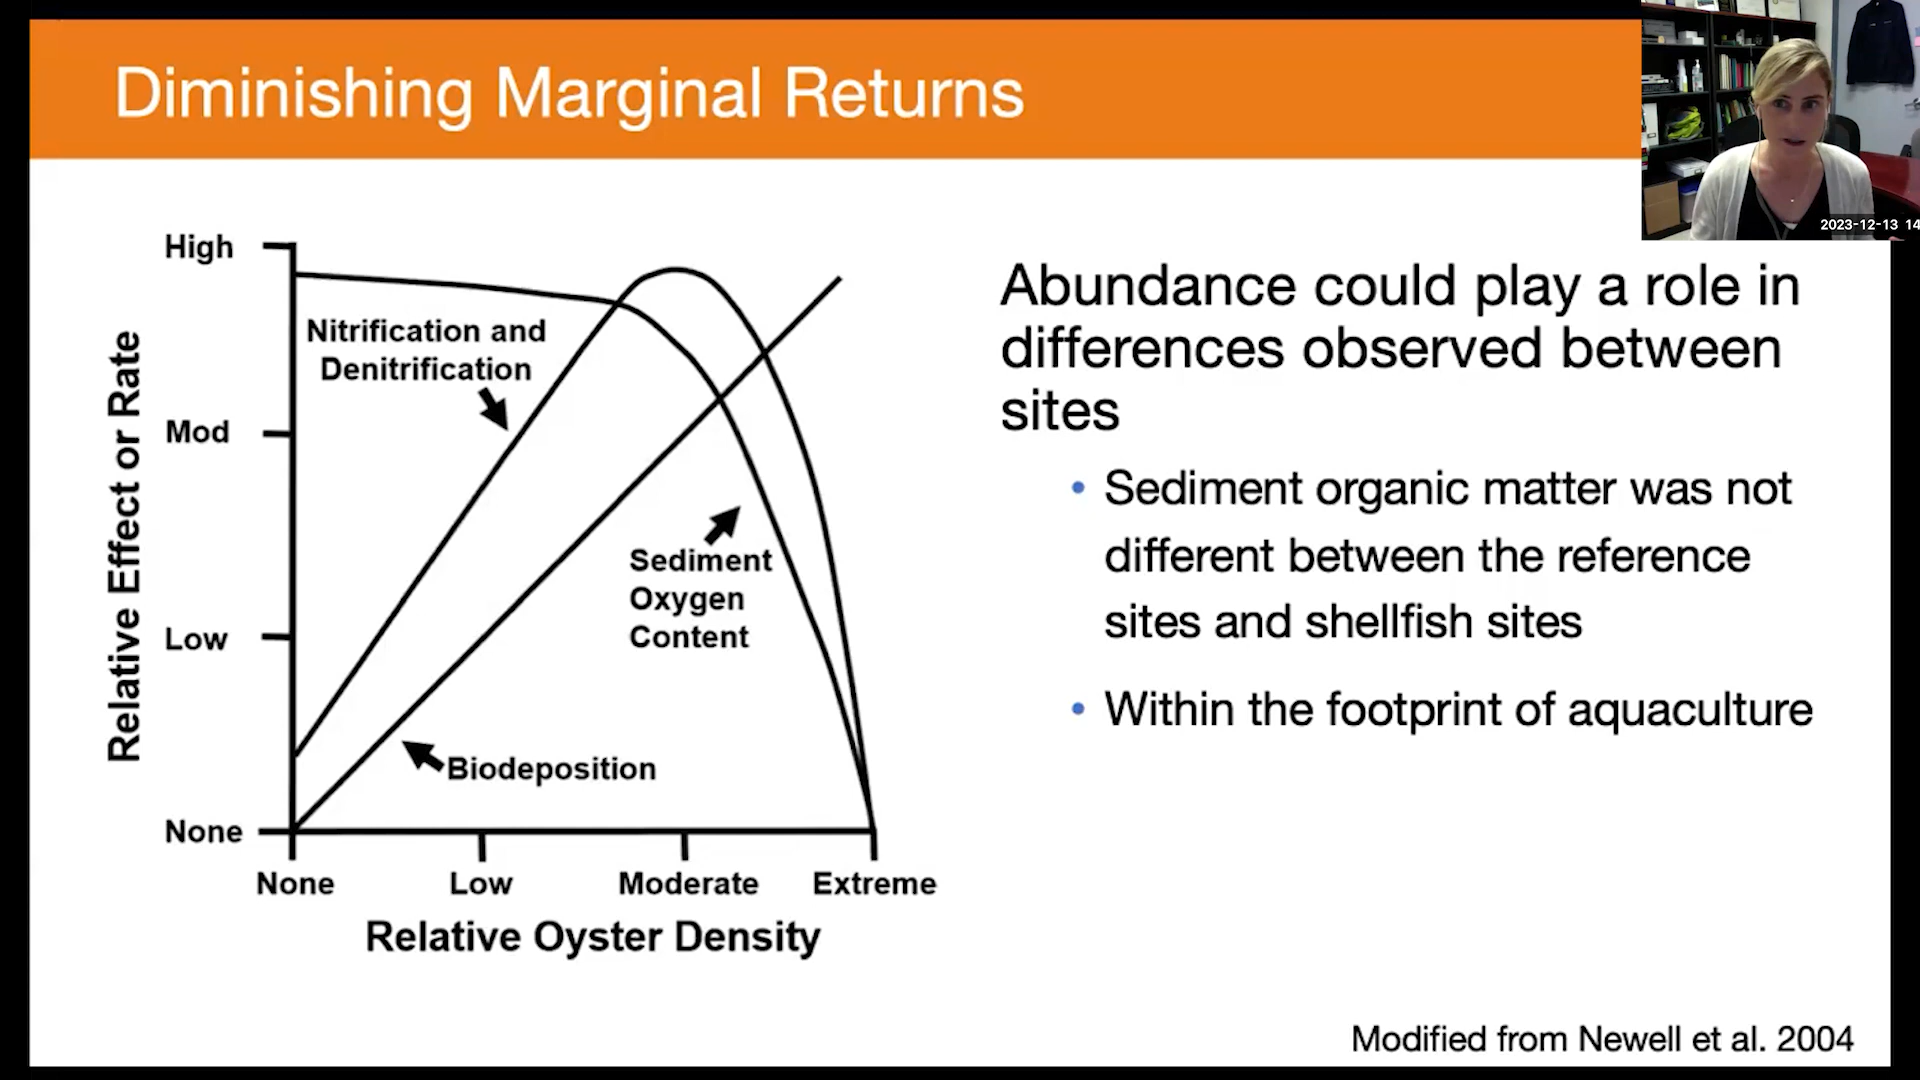 Diminishing Marginal Returns
2023-12-13 14
High
Mod
Low
None
Relative Effect or Rate
Nitrification and
Denitrification
Sediment
Oxygen
Content
Biodeposition
None
Low
Moderate
Extreme
Relative Oyster Density
Abundance could play a role in
differences observed between
sites
• Sediment organic matter was not
different between the reference
sites and shellfish sites
• Within the footprint of aquaculture
Modified from Newell et al. 2004